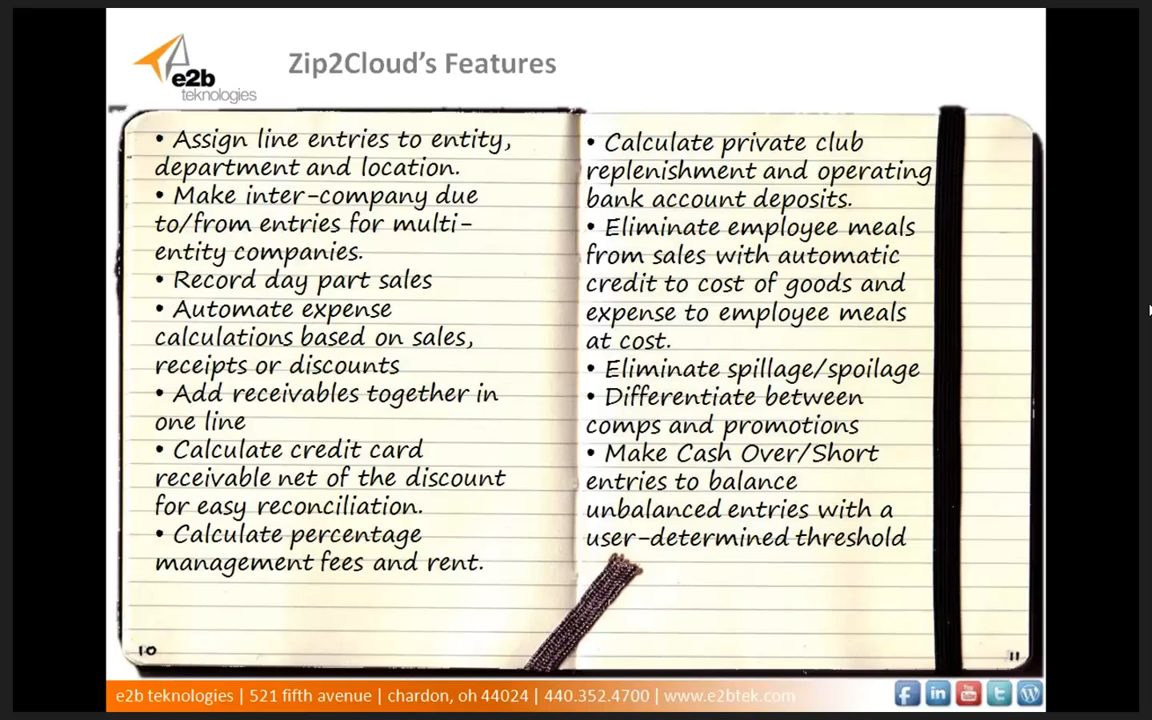 e2b
teknologies
Zip2Cloud's Features
• Assign line entries to entity,
department and location.
• Make inter-company due
to/from entries for multi-
entity companies.
• Record day part sales
• Automate expense
calculations based on sales,
receipts or discounts
• Add receivables together in
one line
• Calculate credit card
receivable net of the discount
for easy reconciliation.
• Calculate percentage
management fees and rent.
10
• Calculate private club
replenishment and operating
bank account deposits.
• Eliminate employee meals
from sales with automatic
credit to cost of goods and
expense to employee meals
at cost.
• Eliminate spillage/spoilage
• Differentiate between
comps and promotions
• Make Cash Over/Short
entries to balance
unbalanced entries with a
user-determined threshold
11
e2b teknologies | 521 fifth avenue | chardon, oh 44024 | 440.352.4700 | www.e2btek.com